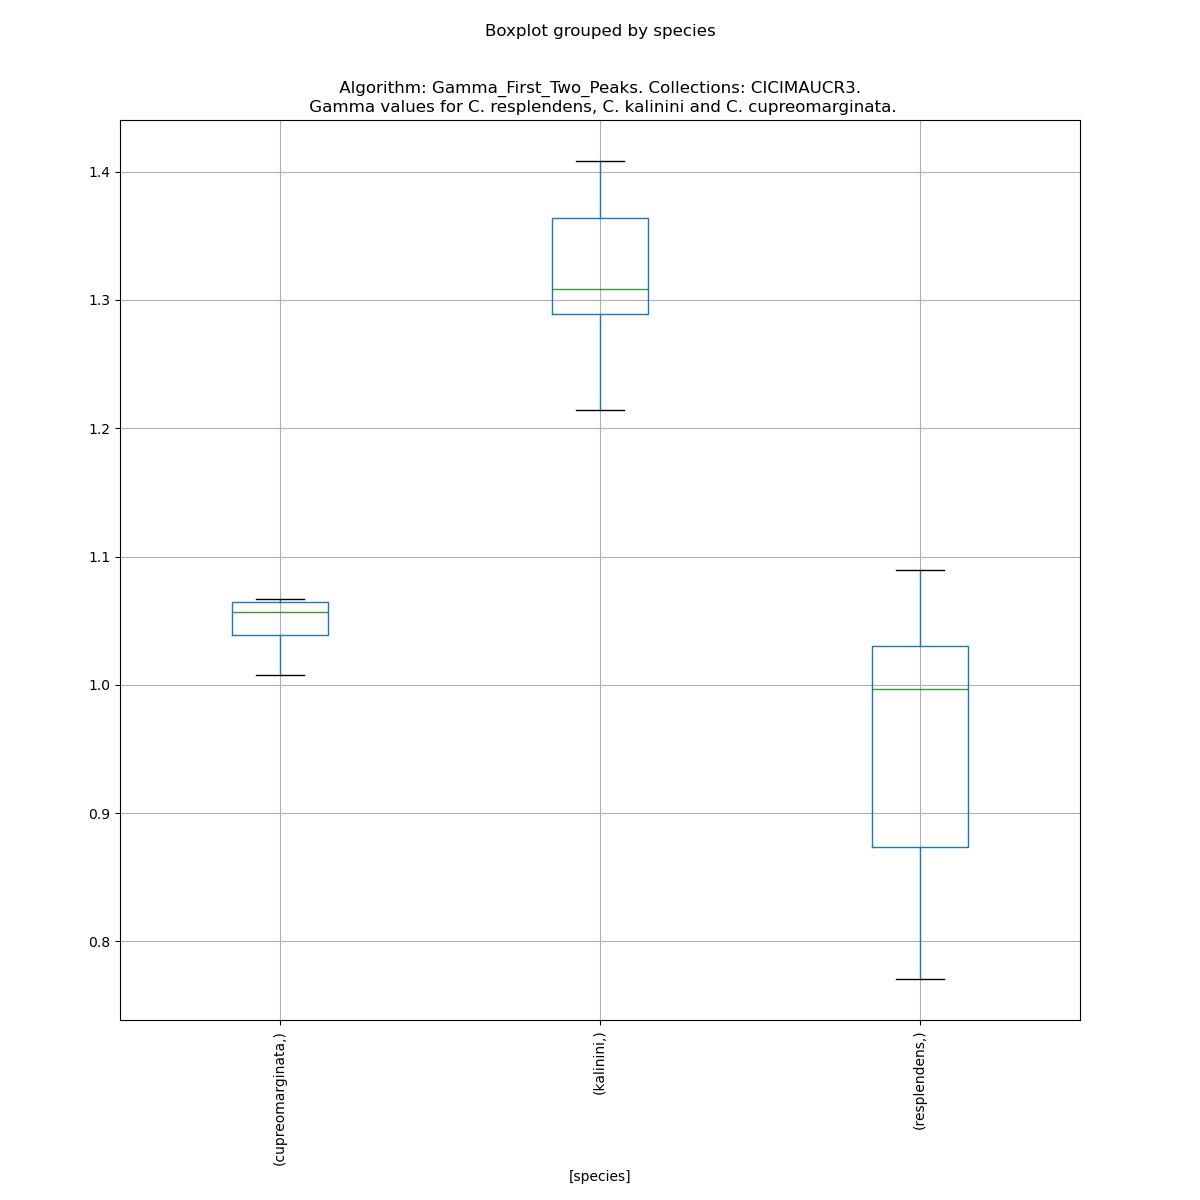 Boxplot grouped by species
Algorithm: Gamma_First_Two_Peaks. Collections: CICIMAUCR3.
Gamma values for C. resplendens, C. kalinini and C. cupreomarginata.
1.4
1.3
1.2
1.1
1.0
0.9
0.8
(cupreomarginata,)
(kalinini,)
(resplendens,)
[species]